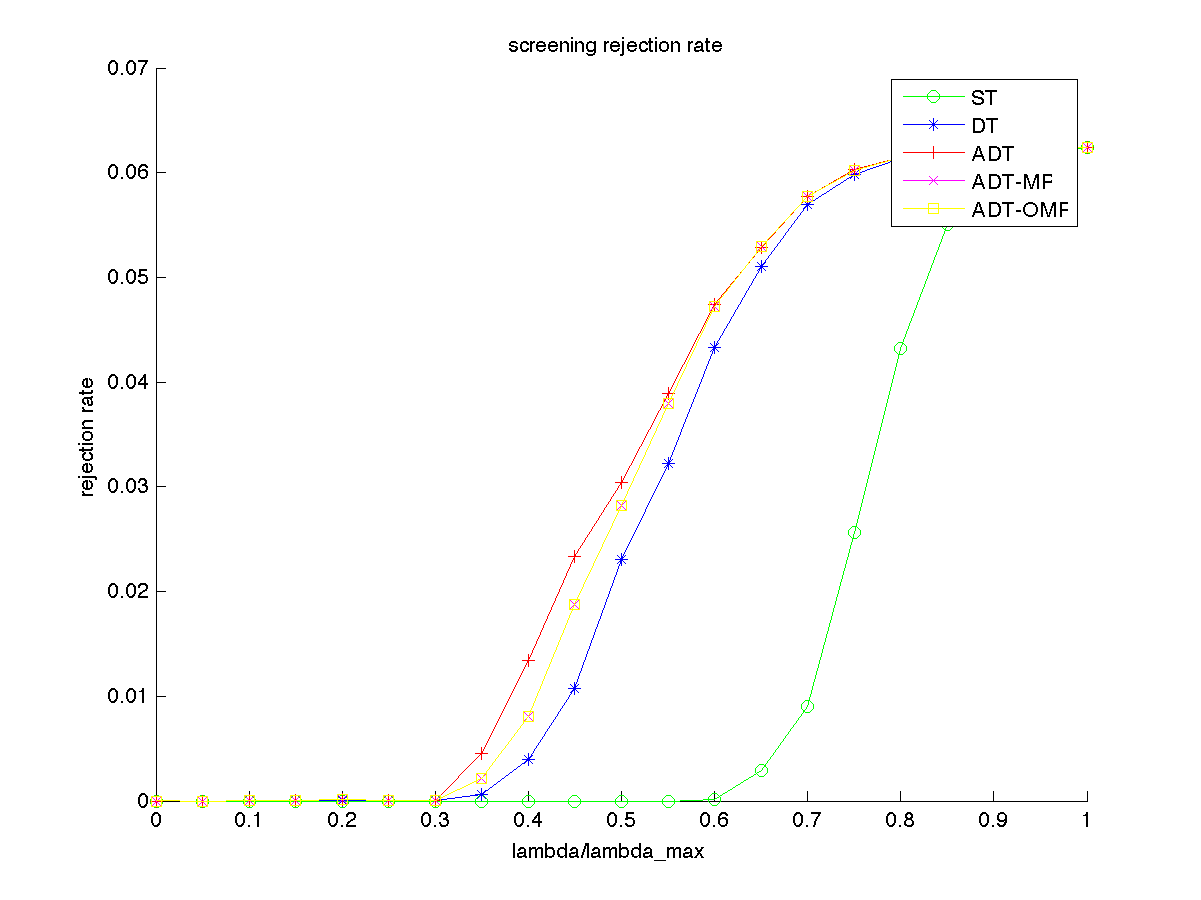 screening rejection rate
0.07
0.06
0.05
0.04
0.03
0.02
0.01
0
rejection rate
ST
DT
ADT
ADT-MP
ADT-OMP
0 0.1 0.2 0.3 0.4 0.5 0.6 0.7 0.8 0.9 1
lambda/lambda_max